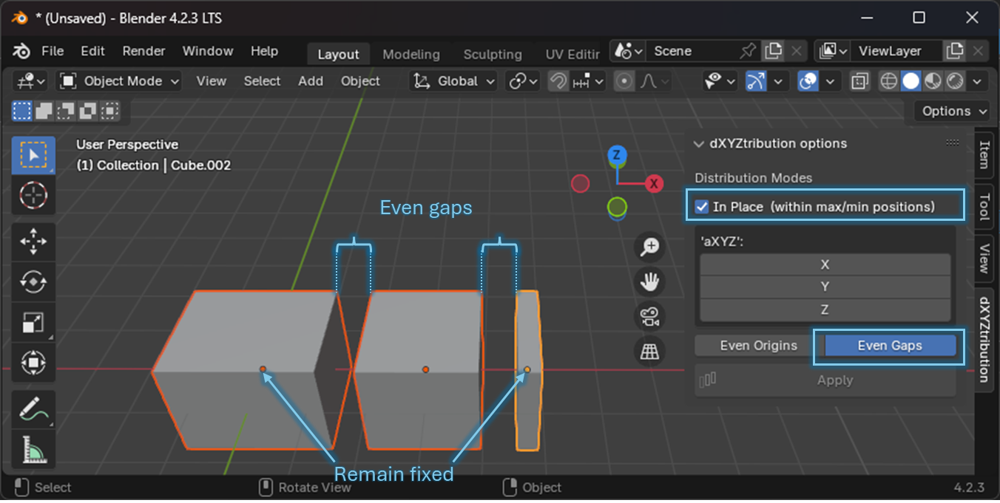 * (Unsaved) - Blender 4.2.3 LTS
File Edit Render Window Help Layout Modeling Sculpting UV Editin Scene ViewLayer
Object Mode View Select Add Object Global
Options
User Perspective
(1) Collection | Cube.002
Z
X
Even gaps
Remain fixed
dXYZtribution options
Distribution Modes
In Place (within max/min positions)
'aXYZ':
X
Y
Z
Even Origins Even Gaps
Apply
Item
Tool
View
dXYZtribution
Select Rotate View Object 4.2.3